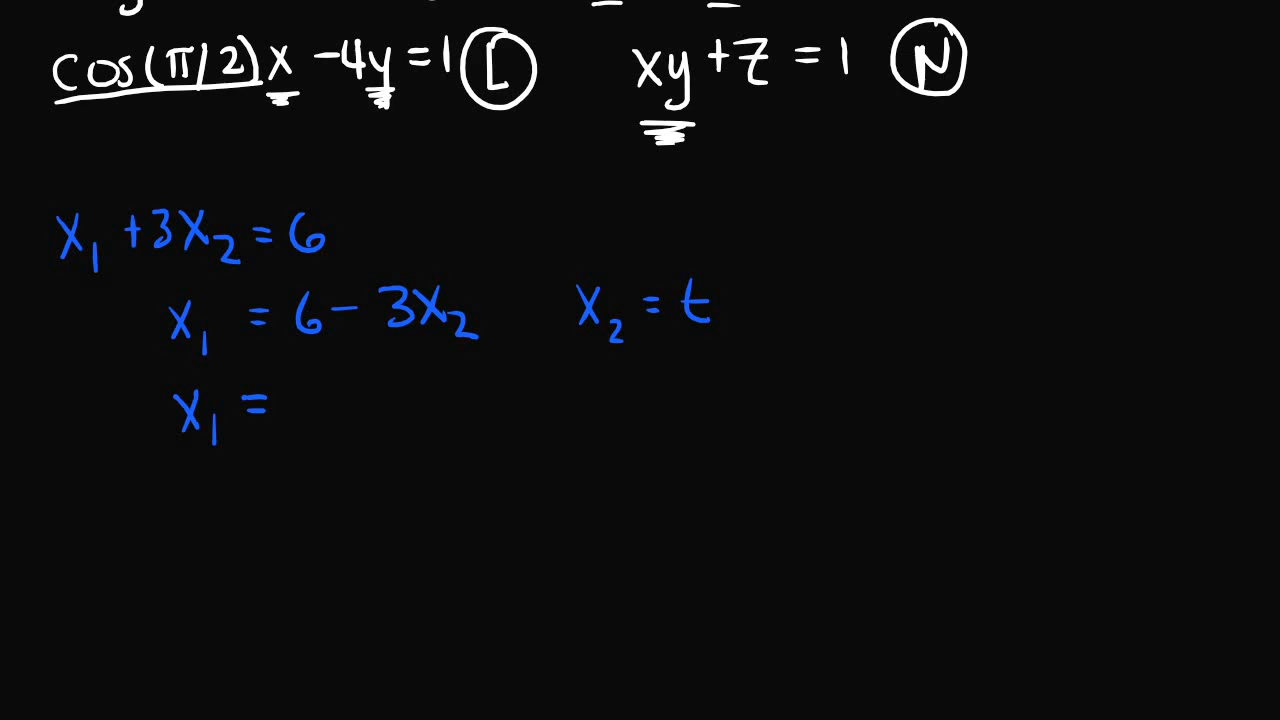 cos(π/2)x - 4y = 1 L xy + z = 1 N
x₁ + 3x₂ = 6
x₁ = 6 - 3x₂ x₂ = t
x₁ =